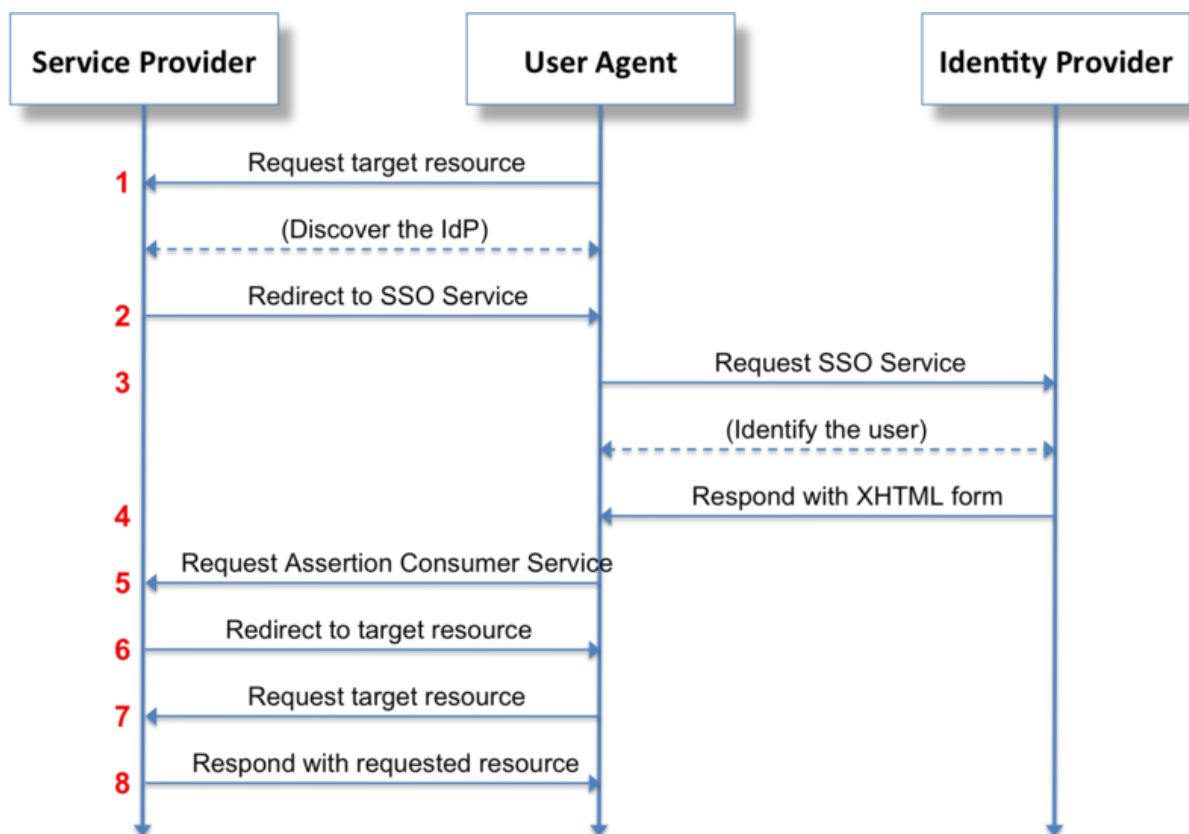 Service Provider
User Agent
Identity Provider
Request target resource
1
(Discover the IdP)
Redirect to SSO Service
2
Request SSO Service
3
(Identify the user)
Respond with XHTML form
4
Request Assertion Consumer Service
5
Redirect to target resource
6
Request target resource
7
Respond with requested resource
8